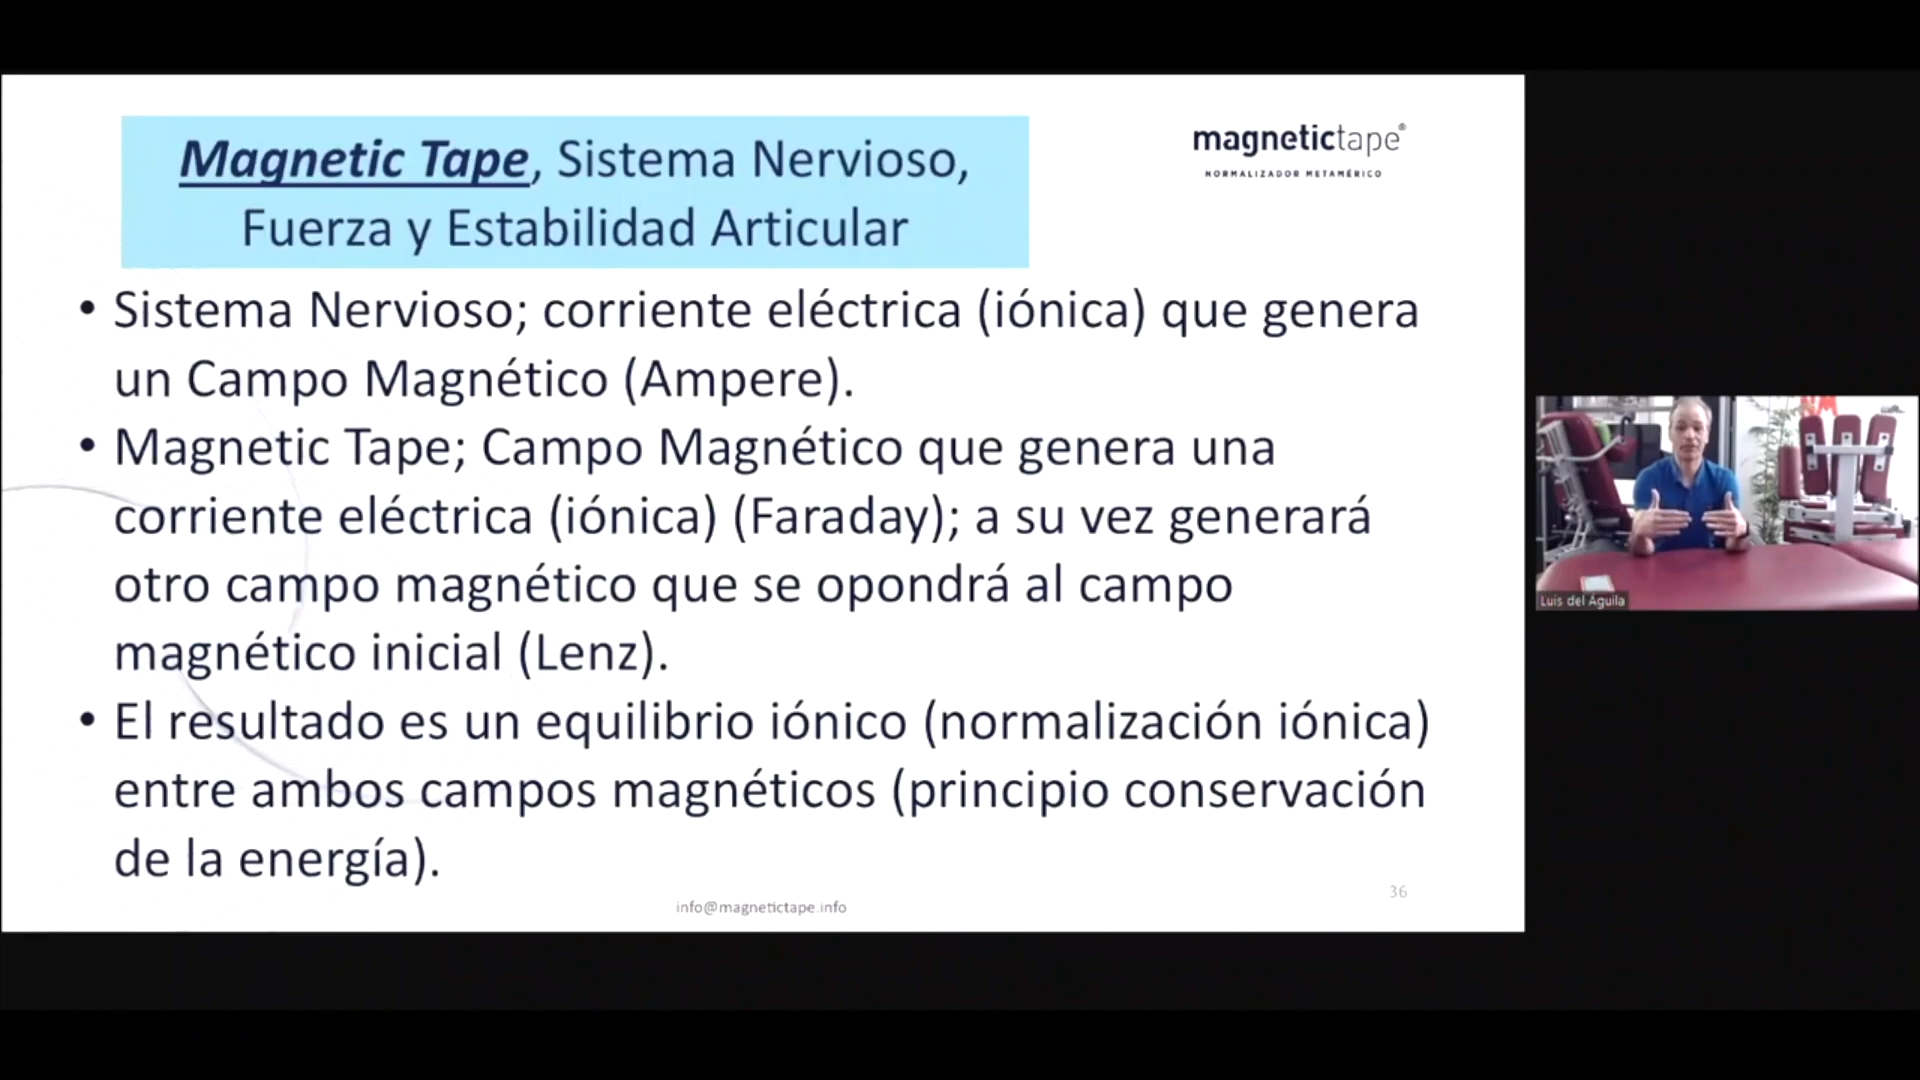 Magnetic Tape, Sistema Nervioso,
Fuerza y Estabilidad Articular
magnetictape®
NORMALIZADOR METAMÉRICO
• Sistema Nervioso; corriente eléctrica (iónica) que genera
un Campo Magnético (Ampere).
• Magnetic Tape; Campo Magnético que genera una
corriente eléctrica (iónica) (Faraday); a su vez generará
otro campo magnético que se opondrá al campo
magnético inicial (Lenz).
• El resultado es un equilibrio iónico (normalización iónica)
entre ambos campos magnéticos (principio conservación
de la energía).
36
info@magnetictape.info
Luis del Aguila